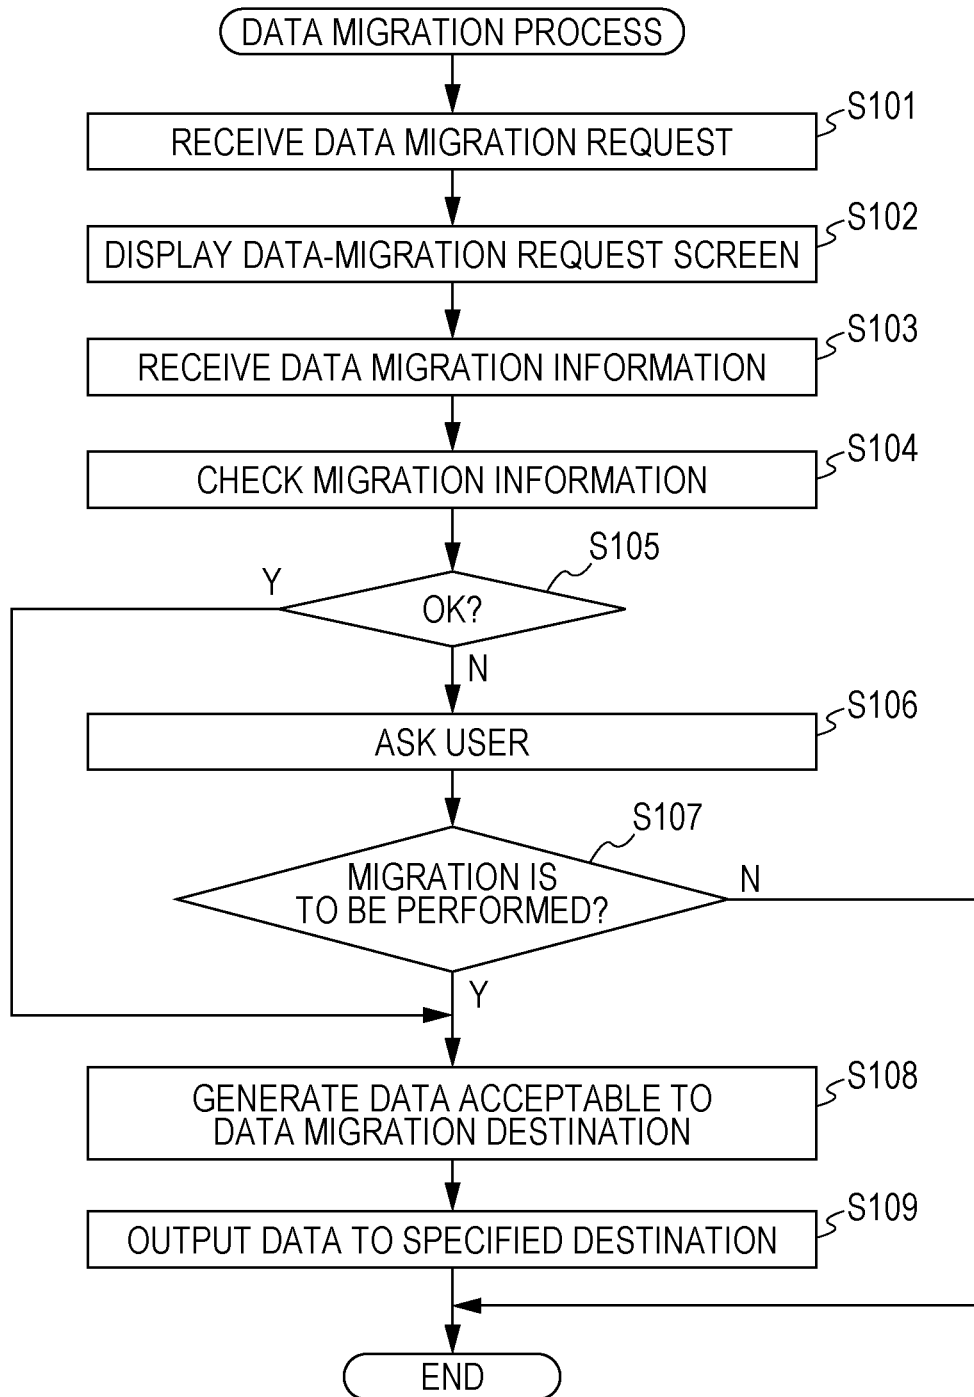 DATA MIGRATION PROCESS
S101
RECEIVE DATA MIGRATION REQUEST
S102
DISPLAY DATA-MIGRATION REQUEST SCREEN
S103
RECEIVE DATA MIGRATION INFORMATION
S104
CHECK MIGRATION INFORMATION
S105
Y
OK?
N
S106
ASK USER
S107
MIGRATION IS
TO BE PERFORMED?
N
Y
S108
GENERATE DATA ACCEPTABLE TO
DATA MIGRATION DESTINATION
S109
OUTPUT DATA TO SPECIFIED DESTINATION
END